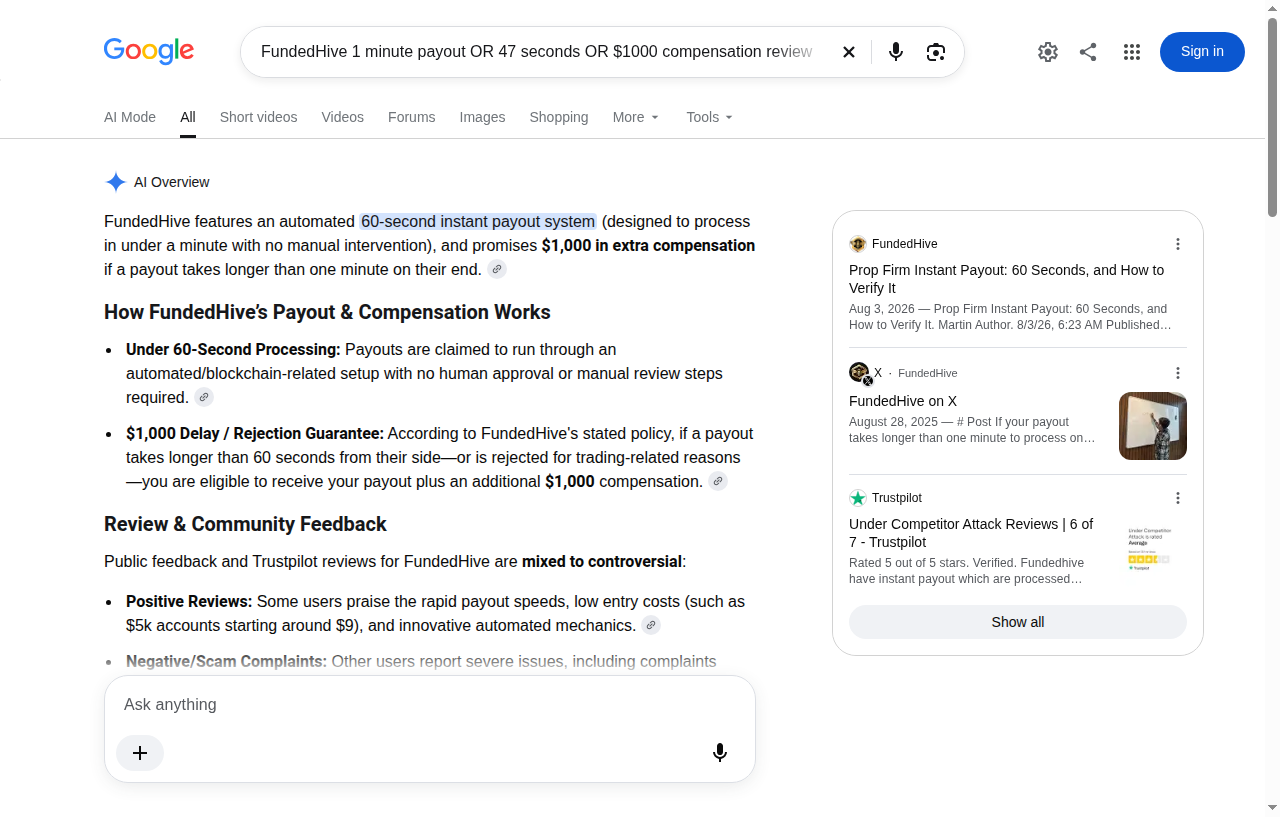 Google
FundedHive 1 minute payout OR 47 seconds OR $1000 compensation review
Sign in
AI Mode
All
Short videos
Videos
Forums
Images
Shopping
More
Tools
AI Overview
FundedHive features an automated 60-second instant payout system (designed to process
in under a minute with no manual intervention), and promises $1,000 in extra compensation
if a payout takes longer than one minute on their end.
How FundedHive’s Payout & Compensation Works
Under 60-Second Processing: Payouts are claimed to run through an
automated/blockchain-related setup with no human approval or manual review steps
required.
$1,000 Delay / Rejection Guarantee: According to FundedHive's stated policy, if a payout
takes longer than 60 seconds from their side—or is rejected for trading-related reasons
—you are eligible to receive your payout plus an additional $1,000 compensation.
Review & Community Feedback
Public feedback and Trustpilot reviews for FundedHive are mixed to controversial:
Positive Reviews: Some users praise the rapid payout speeds, low entry costs (such as
$5k accounts starting around $9), and innovative automated mechanics.
Negative/Scam Complaints: Other users report severe issues, including complaints
Ask anything
FundedHive
Prop Firm Instant Payout: 60 Seconds, and How to
Verify It
Aug 3, 2026 — Prop Firm Instant Payout: 60 Seconds, and
How to Verify It. Martin Author. 8/3/26, 6:23 AM Published…
X · FundedHive
FundedHive on X
August 28, 2025 — # Post If your payout
takes longer than one minute to process on…
Trustpilot
Under Competitor Attack Reviews | 6 of
7 - Trustpilot
Rated 5 out of 5 stars. Verified. Fundedhive
have instant payout which are processed…
Under Competitor
Attack is rated
Average
Trustpilot
Show all